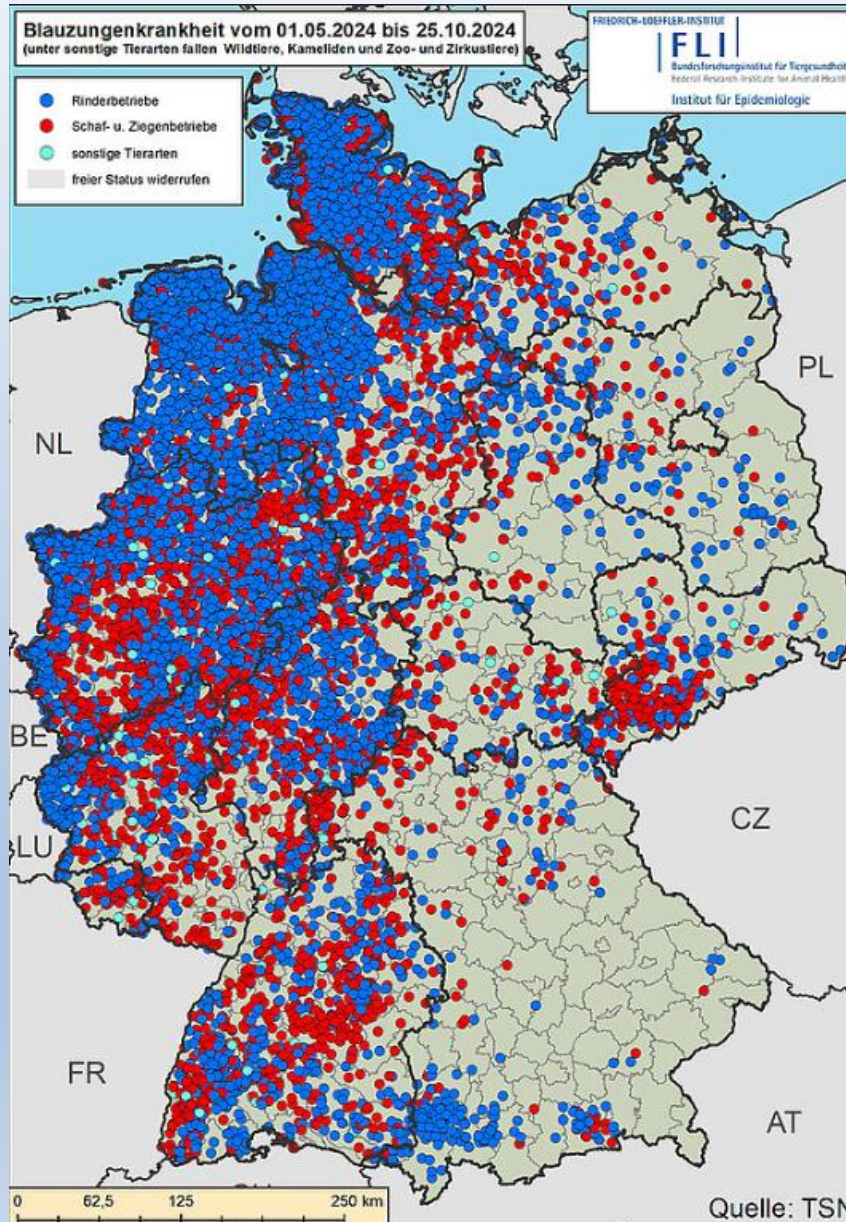 Blauzungenkrankheit vom 01.05.2024 bis 25.10.2024
(unter sonstige Tierarten fallen Wildtiere, Kameliden und Zoo- und Zirkustiere)
FRIEDRICH-LOEFFLER-INSTITUT
FLI
Bundesforschungsinstitut für Tiergesundheit
Federal Research Institute for Animal Health
Institut für Epidemiologie
Rinderbetriebe
Schaf- u. Ziegenbetriebe
sonstige Tierarten
freier Status widerrufen
PL
NL
BE
CZ
LU
FR
AT
0 62,5 125 250 km
Quelle: TSN